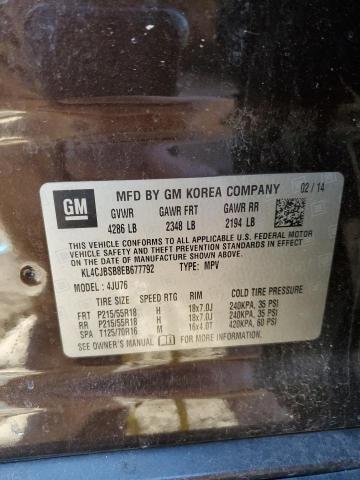 GM
MFD BY GM KOREA COMPANY 02 / 14
GVWR GAWR FRT GAWR RR
4286 LB 2348 LB 2194 LB
THIS VEHICLE CONFORMS TO ALL APPLICABLE U.S. FEDERAL MOTOR
VEHICLE SAFETY AND THEFT PREVENTION STANDARDS IN EFFECT
ON THE DATE OF MANUFACTURE SHOWN ABOVE.
KL4CJBSB8EB677792 TYPE: MPV
MODEL : 4JU76
TIRE SIZE SPEED RTG RIM COLD TIRE PRESSURE
FRT P215/55R18 H 18x7.0J 240KPA, 35 PSI
RR P215/55R18 H 18x7.0J 240KPA, 35 PSI
SPA T125/70R16 M 16x4.0T 420KPA, 60 PSI
SEE OWNER'S MANUAL FOR MORE INFORMATION